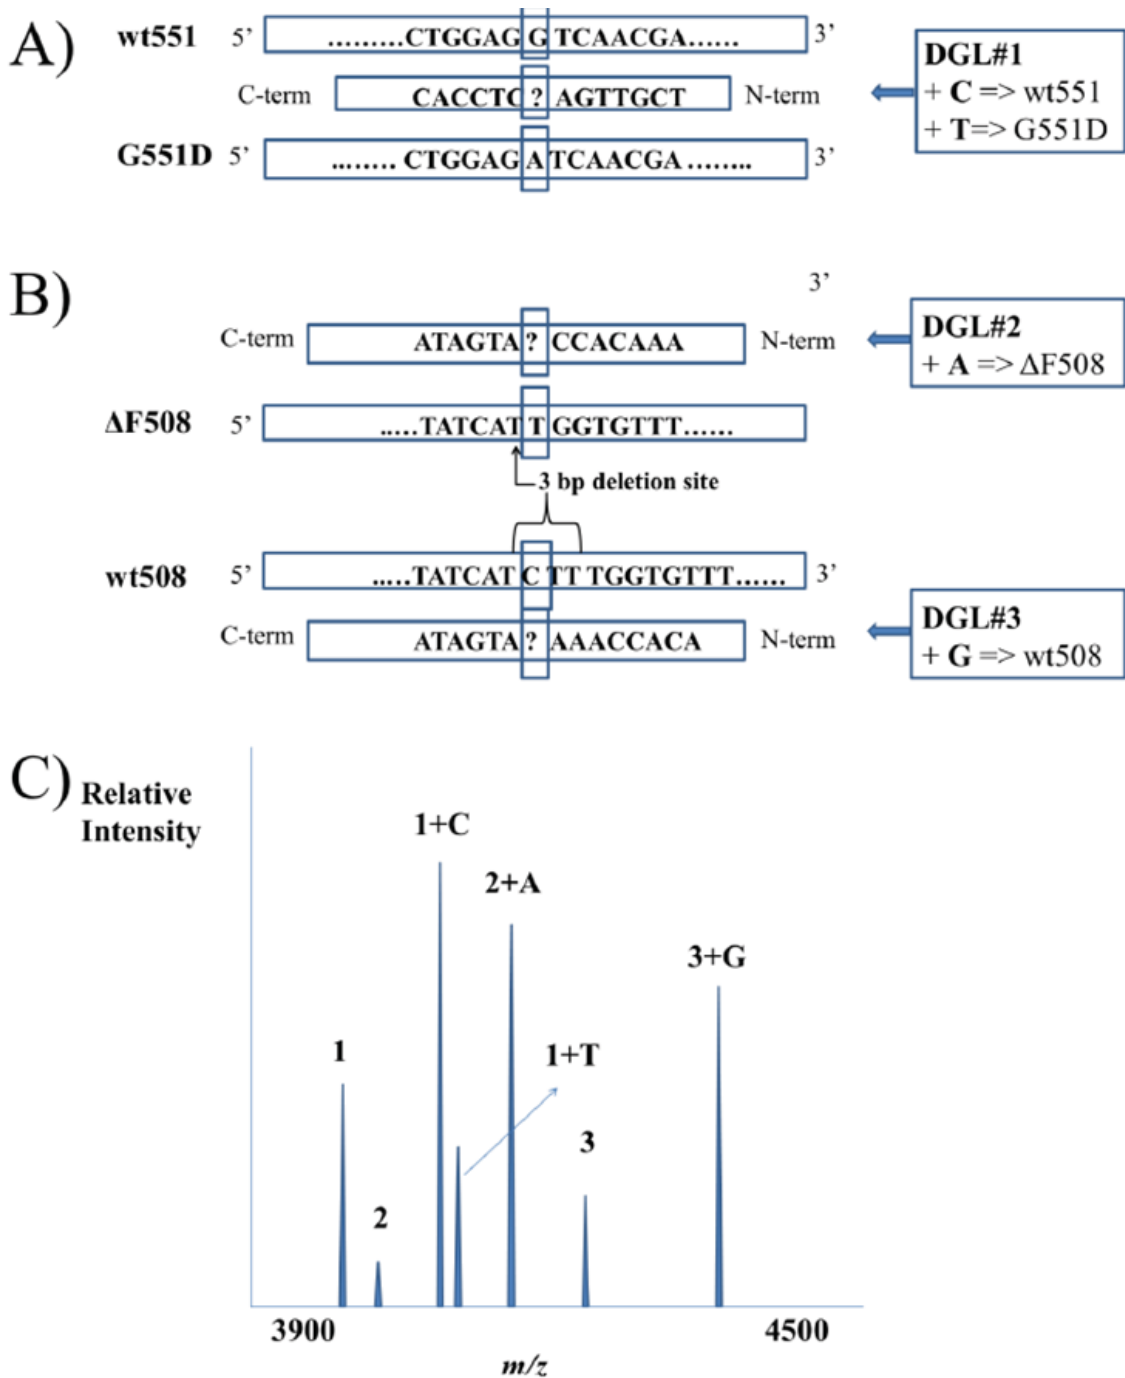 A)
wt551 5’ .........CTGGAG G TCAACGA...... 3’
C-term CACCTC ? AGTTGCT N-term
G551D 5’ ......... CTGGAG A TCAACGA ........ 3’
DGL#1
+ C => wt551
+ T=> G551D
B)
3’
C-term ATAGTA ? CCACAAA N-term
DGL#2
+ A => ΔF508
ΔF508 5’ .....TATCAT T GGTGTTT......
3 bp deletion site
wt508 5’ .....TATCAT C TT TGGTGTTT...... 3’
C-term ATAGTA ? AAACCACA N-term
DGL#3
+ G => wt508
C)
Relative
Intensity
1+C
2+A
3+G
1
1+T
3
2
3900
4500
m/z